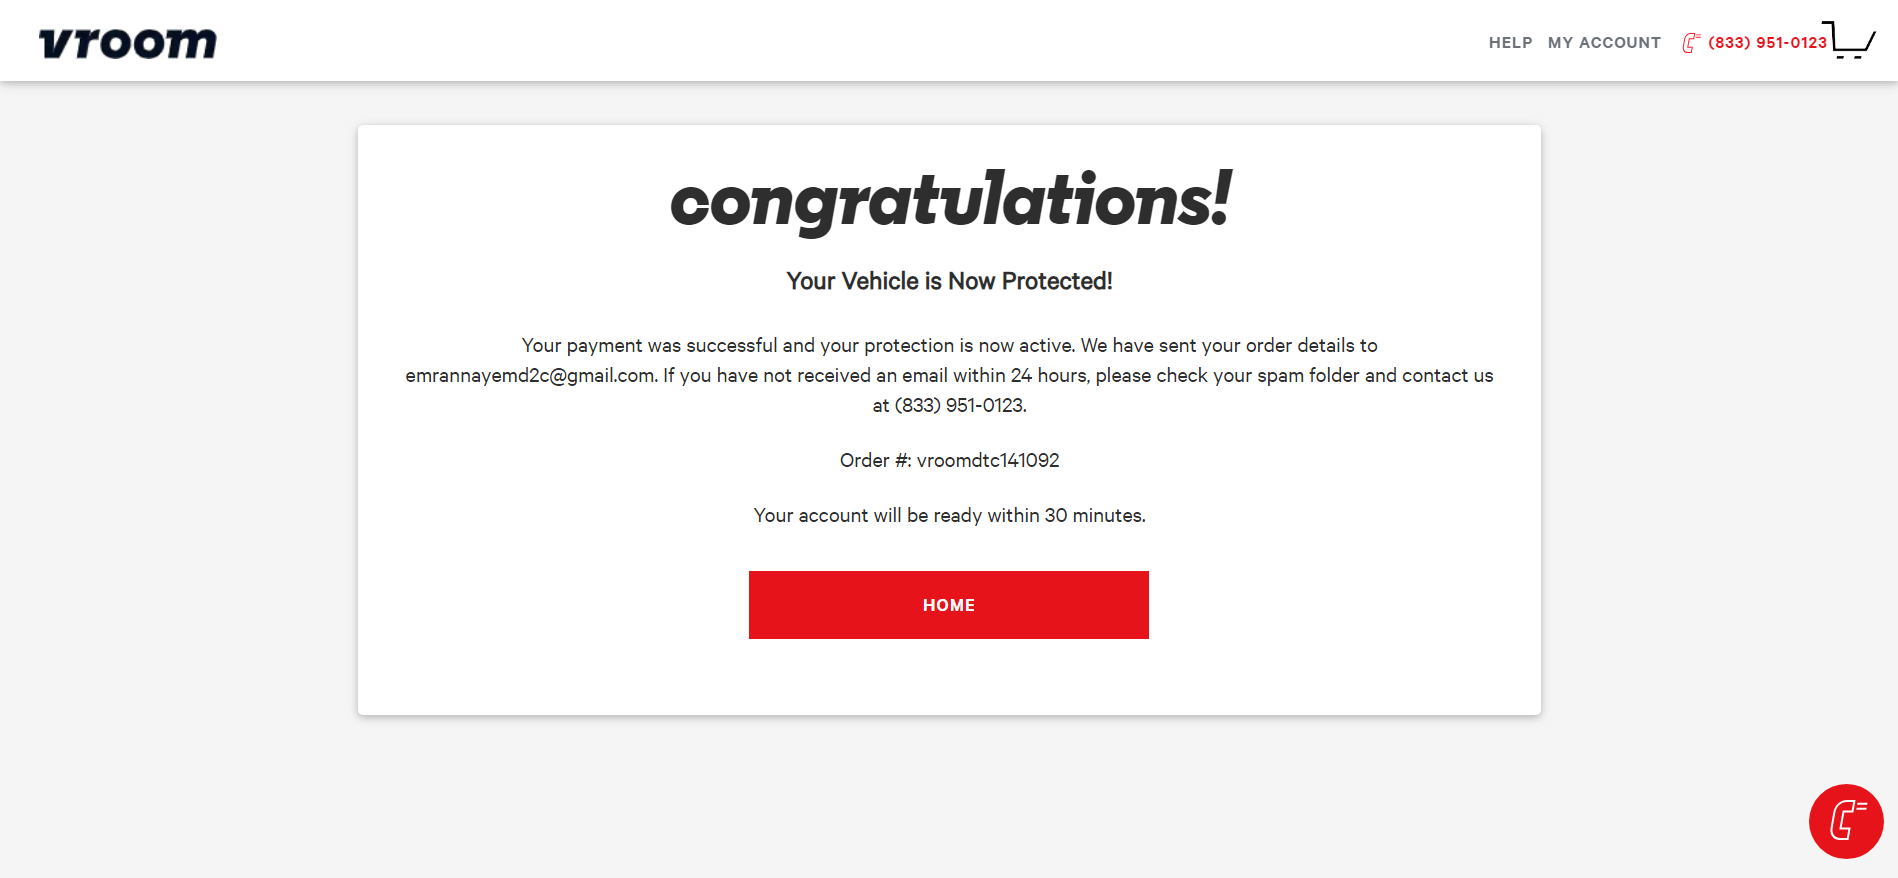 vroom
HELP MY ACCOUNT (833) 951-0123
congratulations!
Your Vehicle is Now Protected!
Your payment was successful and your protection is now active. We have sent your order details to
emrannayemd2c@gmail.com. If you have not received an email within 24 hours, please check your spam folder and contact us
at (833) 951-0123.
Order #: vroomdtc141092
Your account will be ready within 30 minutes.
HOME